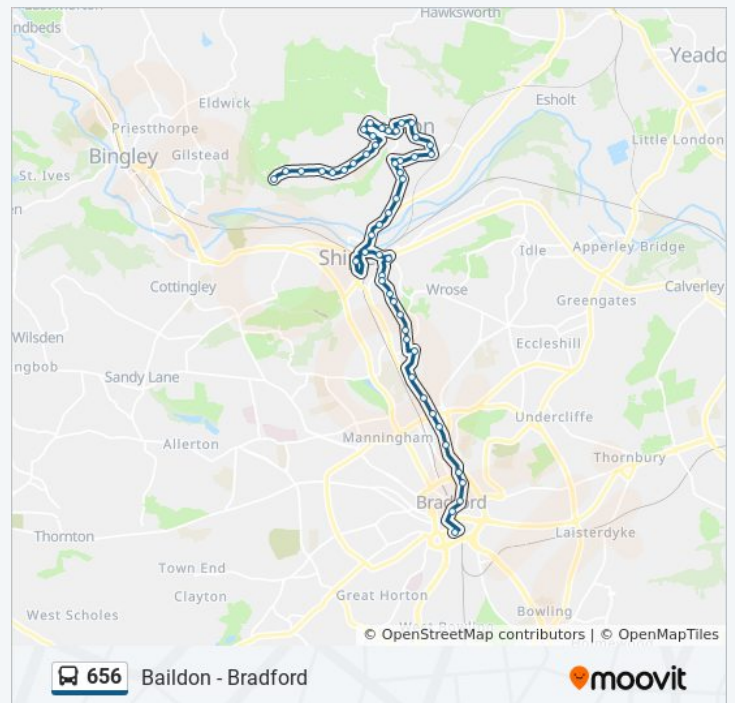 Hawksworth
ndbeds
Yeado
Eldwick
Esholt
Priestthorpe
on
Little London
Bingley
Gilstead
St. Ives
en
Idle
Apperley Bridge
Shi
Cottingley
Wrose
Calverley
Greengates
Wilsden
Eccleshill
ngbob
Sandy Lane
Undercliffe
Manningham
Allerton
Thornbury
Bradford
Thornton
Laisterdyke
Town End
Clayton
Great Horton
West Scholes
Bowling
© OpenStreetMap contributors | © OpenMapTiles
656 Baildon - Bradford
moovit